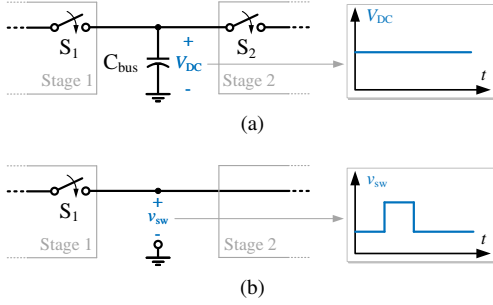 S1
Cbus
+
VDC
-
S2
Stage 1
Stage 2
VDC
t
(a)
S1
+
vsw
-
Stage 1
Stage 2
vsw
t
(b)